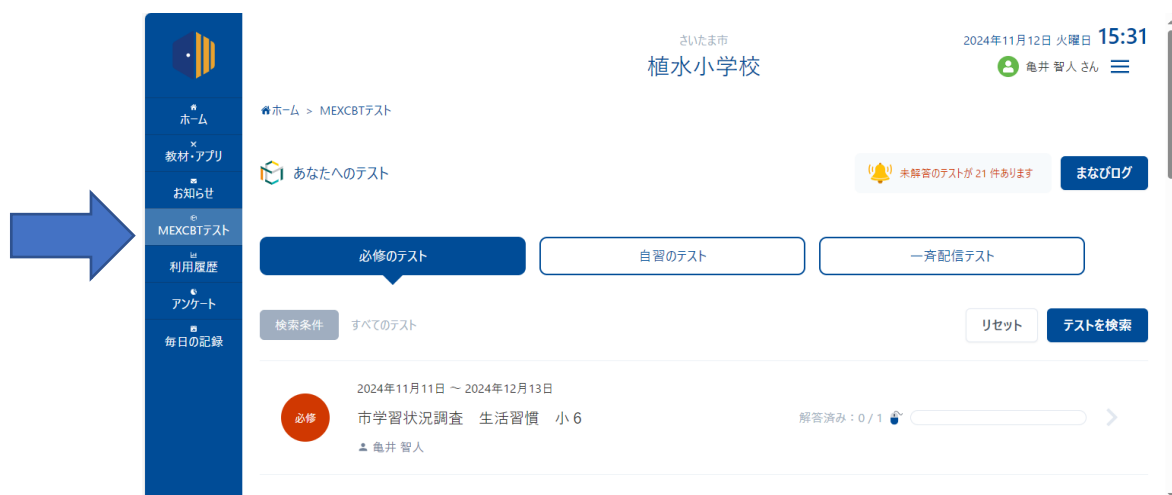 さいたま市
植水小学校
2024年11月12日 火曜日 15:31
亀井 智人 さん
ホーム
教材・アプリ
お知らせ
MEXCBTテスト
利用履歴
アンケート
毎日の記録
ホーム > MEXCBTテスト
あなたへのテスト
未解答のテストが 21 件あります
まなびログ
必修のテスト
自習のテスト
一斉配信テスト
検索条件
すべてのテスト
リセット
テストを検索
必修
2024年11月11日 ～ 2024年12月13日
市学習状況調査 生活習慣 小６
亀井 智人
解答済み：0 / 1